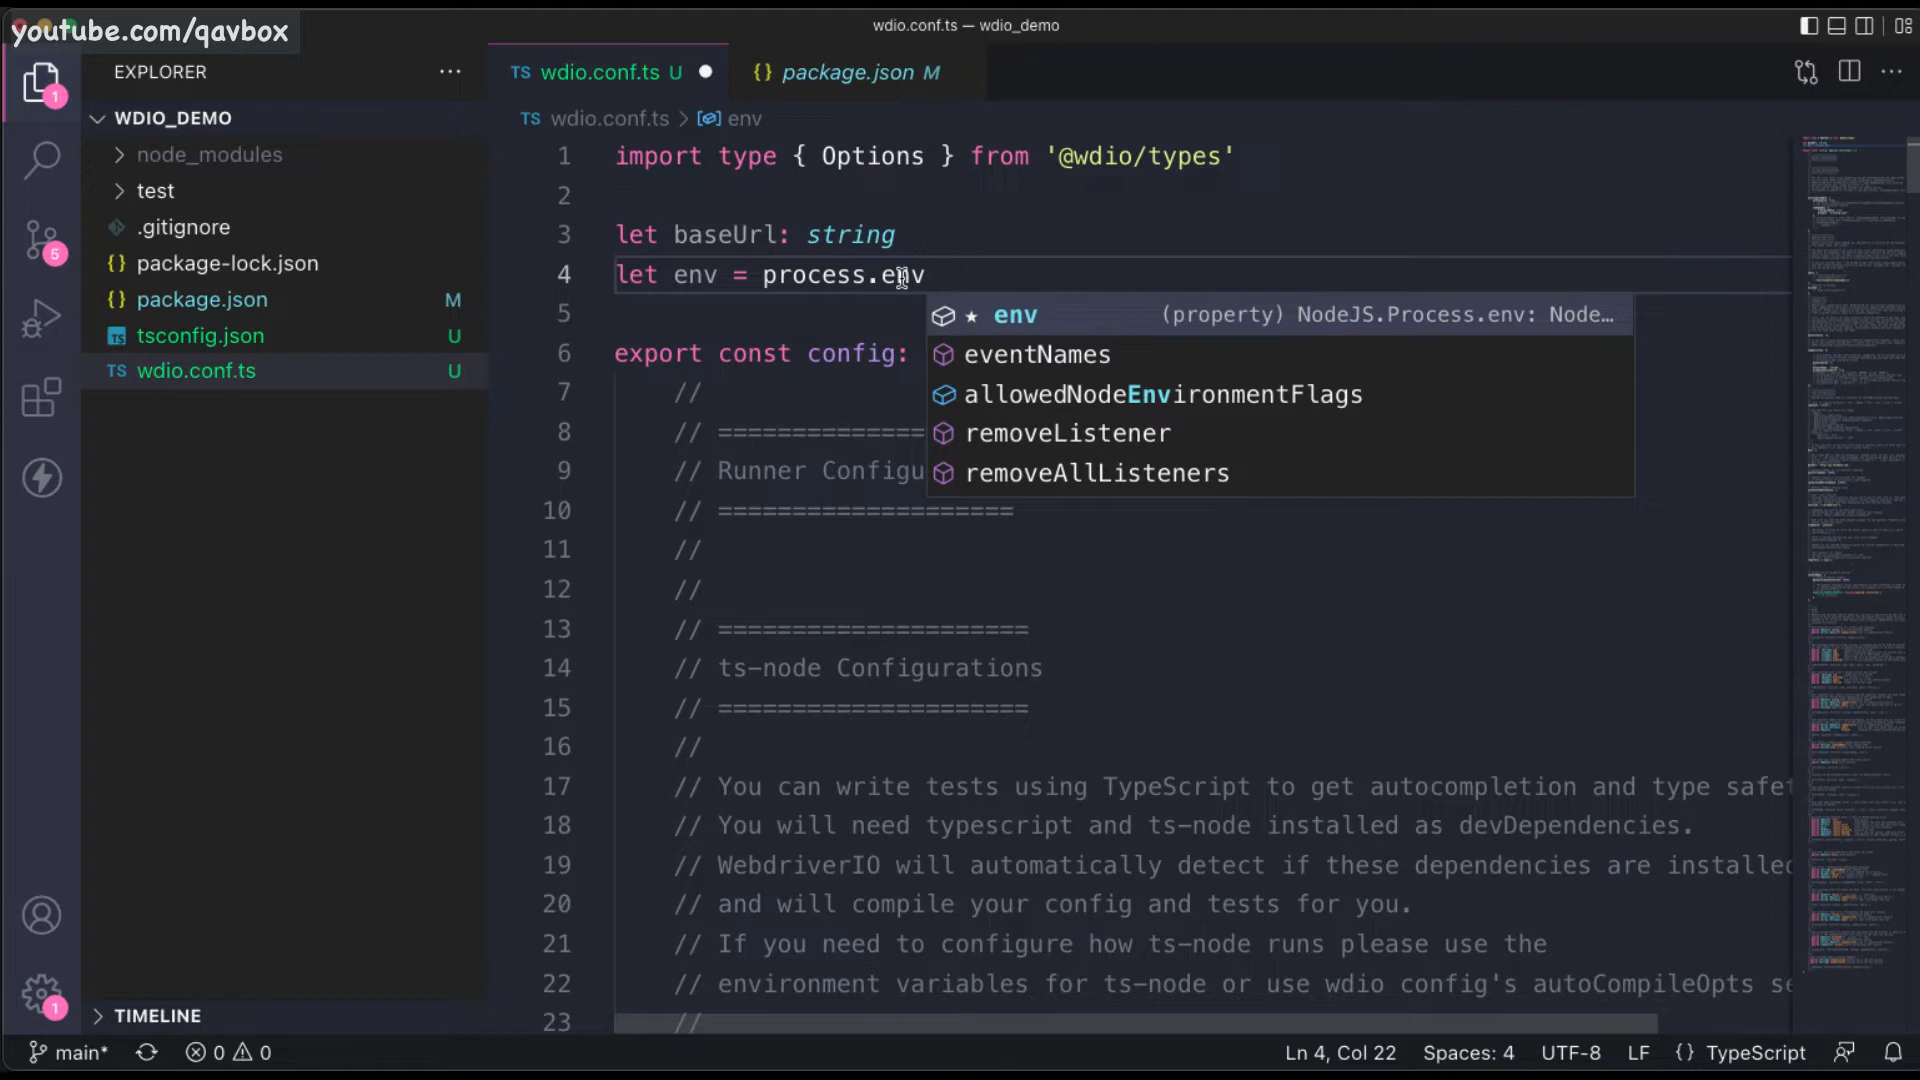 youtube.com/qavbox
wdio.conf.ts — wdio_demo
EXPLORER
TS wdio.conf.ts U
{} package.json M
WDIO_DEMO
node_modules
test
.gitignore
{} package-lock.json
{} package.json M
TS tsconfig.json U
TS wdio.conf.ts U
1
5
1
TS wdio.conf.ts > env
1 import type { Options } from '@wdio/types'
2
3 let baseUrl: string
4 let env = process.env
5
6 export const config:
7 //
8 // ==============
9 // Runner Configu
10 // ====================
11 //
12 //
13 // =====================
14 // ts-node Configurations
15 // =====================
16 //
17 // You can write tests using TypeScript to get autocompletion and type safet
18 // You will need typescript and ts-node installed as devDependencies.
19 // WebdriverIO will automatically detect if these dependencies are installed
20 // and will compile your config and tests for you.
21 // If you need to configure how ts-node runs please use the
22 // environment variables for ts-node or use wdio config's autoCompileOpts se
23 //
★ env (property) NodeJS.Process.env: Node…
eventNames
allowedNodeEnvironmentFlags
removeListener
removeAllListeners
TIMELINE
main* 0 0
Ln 4, Col 22 Spaces: 4 UTF-8 LF {} TypeScript